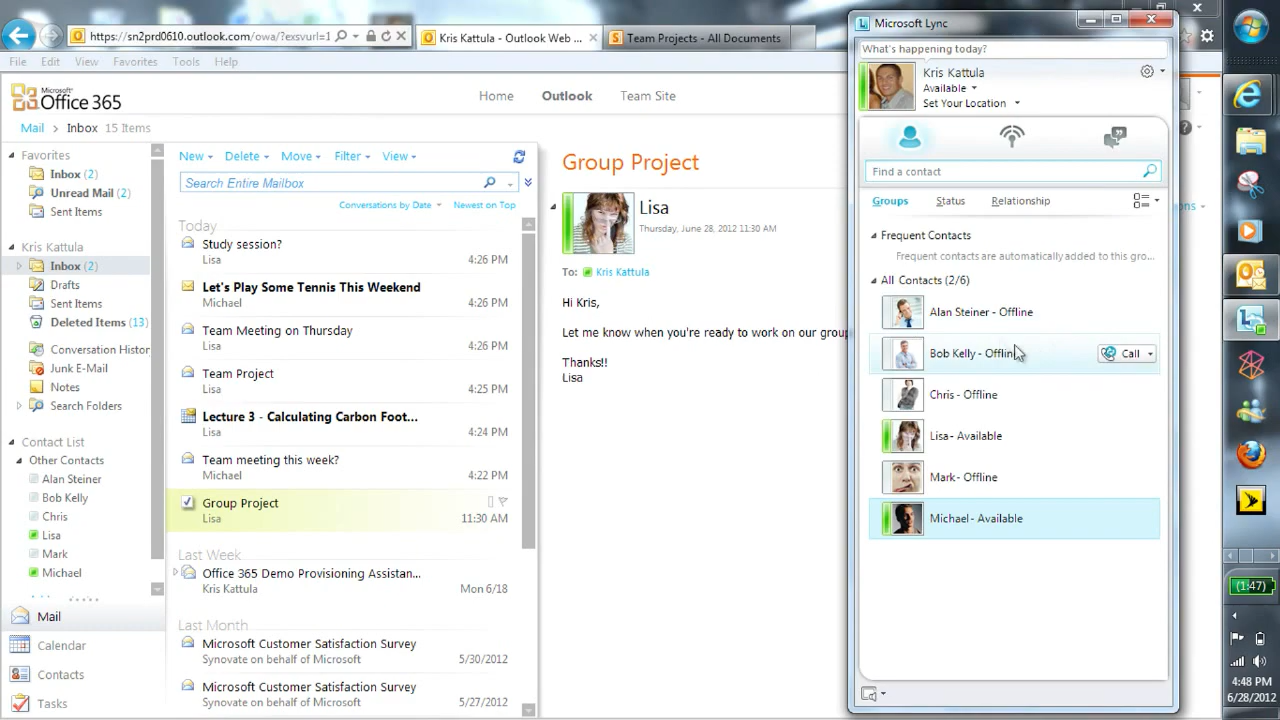 https://sn2prd0610.outlook.com/owa/?exsvurl=1
Kris Kattula - Outlook Web ...
Team Projects - All Documents
File Edit View Favorites Tools Help
Microsoft
Office 365
Home Outlook Team Site
Mail > Inbox 15 Items
Favorites
Inbox (2)
Unread Mail (2)
Sent Items
Kris Kattula
Inbox (2)
Drafts
Sent Items
Deleted Items (13)
Conversation Histor
Junk E-Mail
Notes
Search Folders
Contact List
Other Contacts
Alan Steiner
Bob Kelly
Chris
Lisa
Mark
Michael
Mail
Calendar
Contacts
Tasks
New Delete Move Filter View
Search Entire Mailbox
Conversations by Date Newest on Top
Today
Study session?
Lisa 4:26 PM
Let's Play Some Tennis This Weekend
Michael 4:26 PM
Team Meeting on Thursday
Lisa 4:26 PM
Team Project
Lisa 4:25 PM
Lecture 3 - Calculating Carbon Foot...
Lisa 4:24 PM
Team meeting this week?
Michael 4:22 PM
Group Project
Lisa 11:30 AM
Last Week
Office 365 Demo Provisioning Assistan...
Kris Kattula Mon 6/18
Last Month
Microsoft Customer Satisfaction Survey
Synovate on behalf of Microsoft 5/30/2012
Microsoft Customer Satisfaction Survey
Synovate on behalf of Microsoft 5/27/2012
Group Project
Lisa
Thursday, June 28, 2012 11:30 AM
To: Kris Kattula
Hi Kris,
Let me know when you're ready to work on our group
Thanks!!
Lisa
Microsoft Lync
What's happening today?
Kris Kattula
Available
Set Your Location
Find a contact
Groups Status Relationship
Frequent Contacts
Frequent contacts are automatically added to this gro...
All Contacts (2/6)
Alan Steiner - Offline
Bob Kelly - Offline
Call
Chris - Offline
Lisa - Available
Mark - Offline
Michael - Available
ons
(1:47)
4:48 PM
6/28/2012